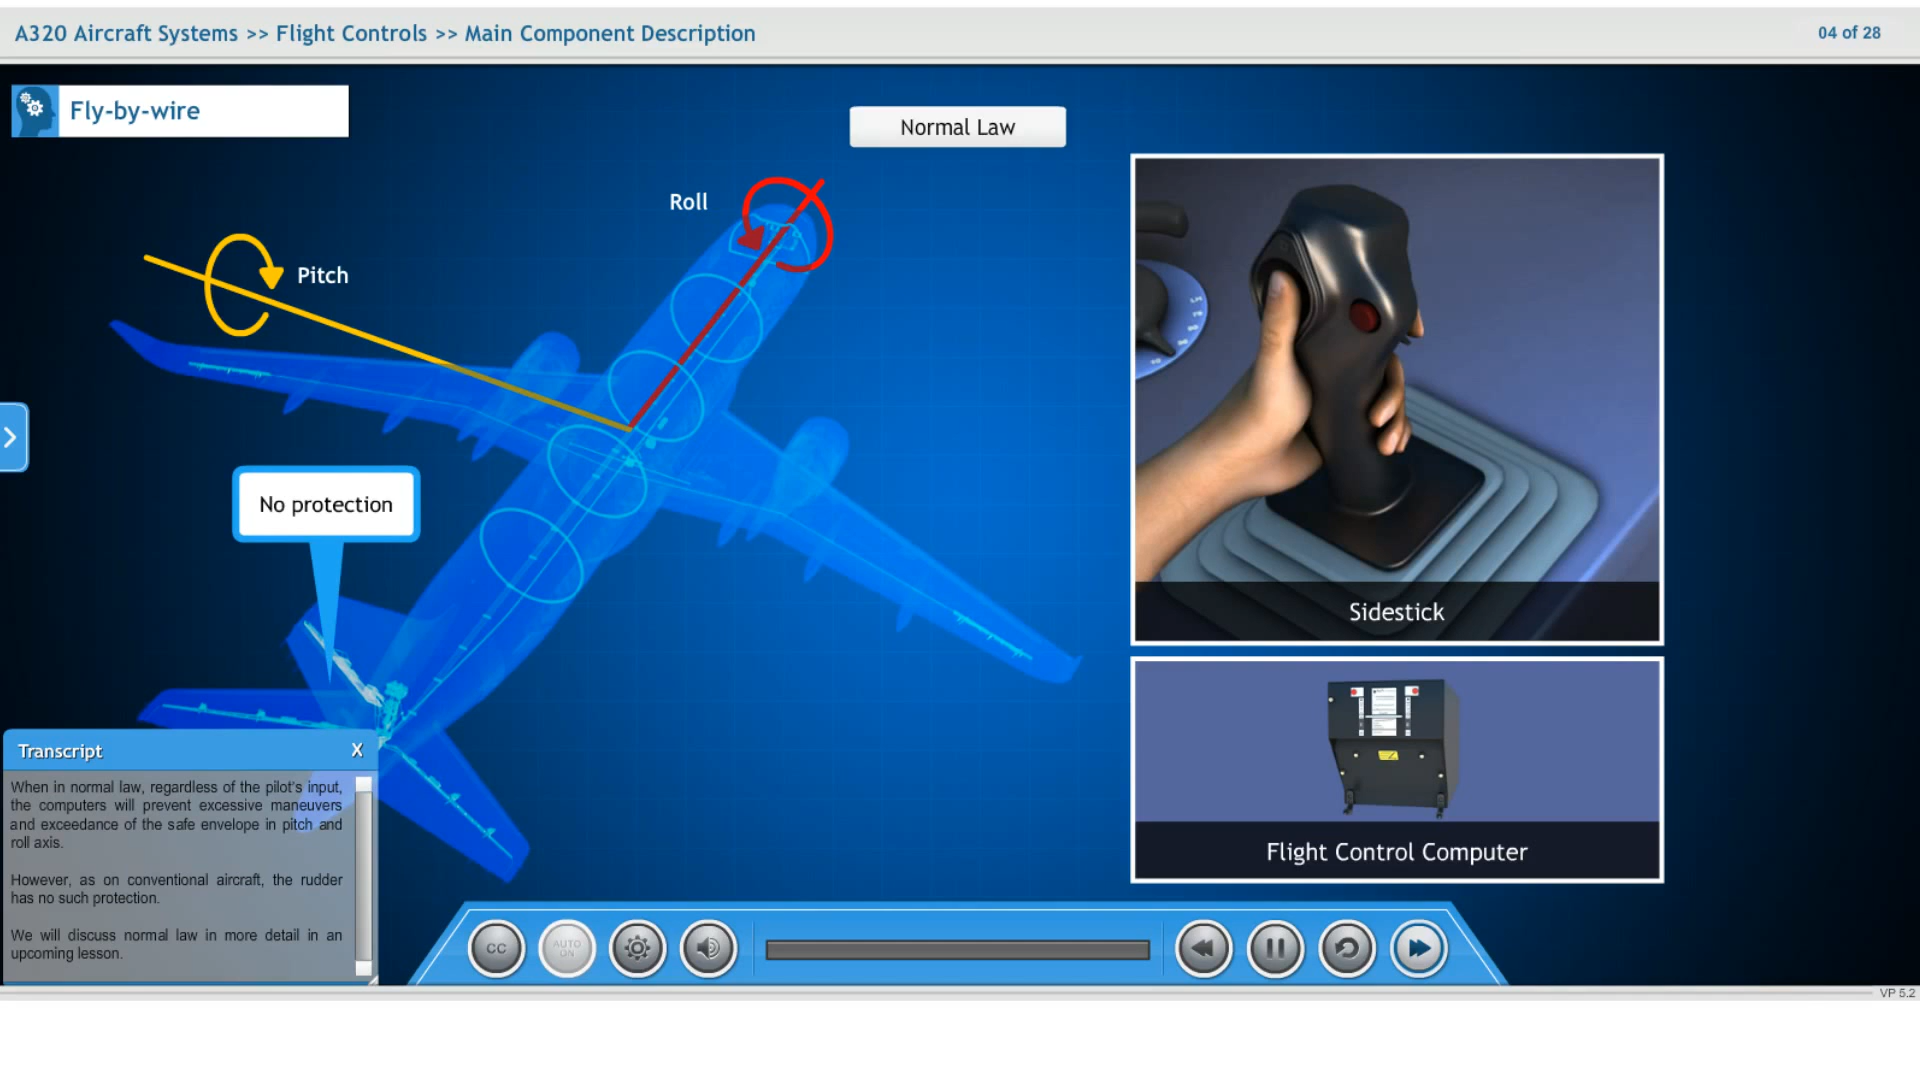 A320 Aircraft Systems >> Flight Controls >> Main Component Description
04 of 28
Fly-by-wire
Normal Law
Roll
Pitch
No protection
Sidestick
Flight Control Computer
Transcript
X
When in normal law, regardless of the pilot's input,
the computers will prevent excessive maneuvers
and exceedance of the safe envelope in pitch and
roll axis.
However, as on conventional aircraft, the rudder
has no such protection.
We will discuss normal law in more detail in an
upcoming lesson.
CC
AUTO
ON
VP 5.2